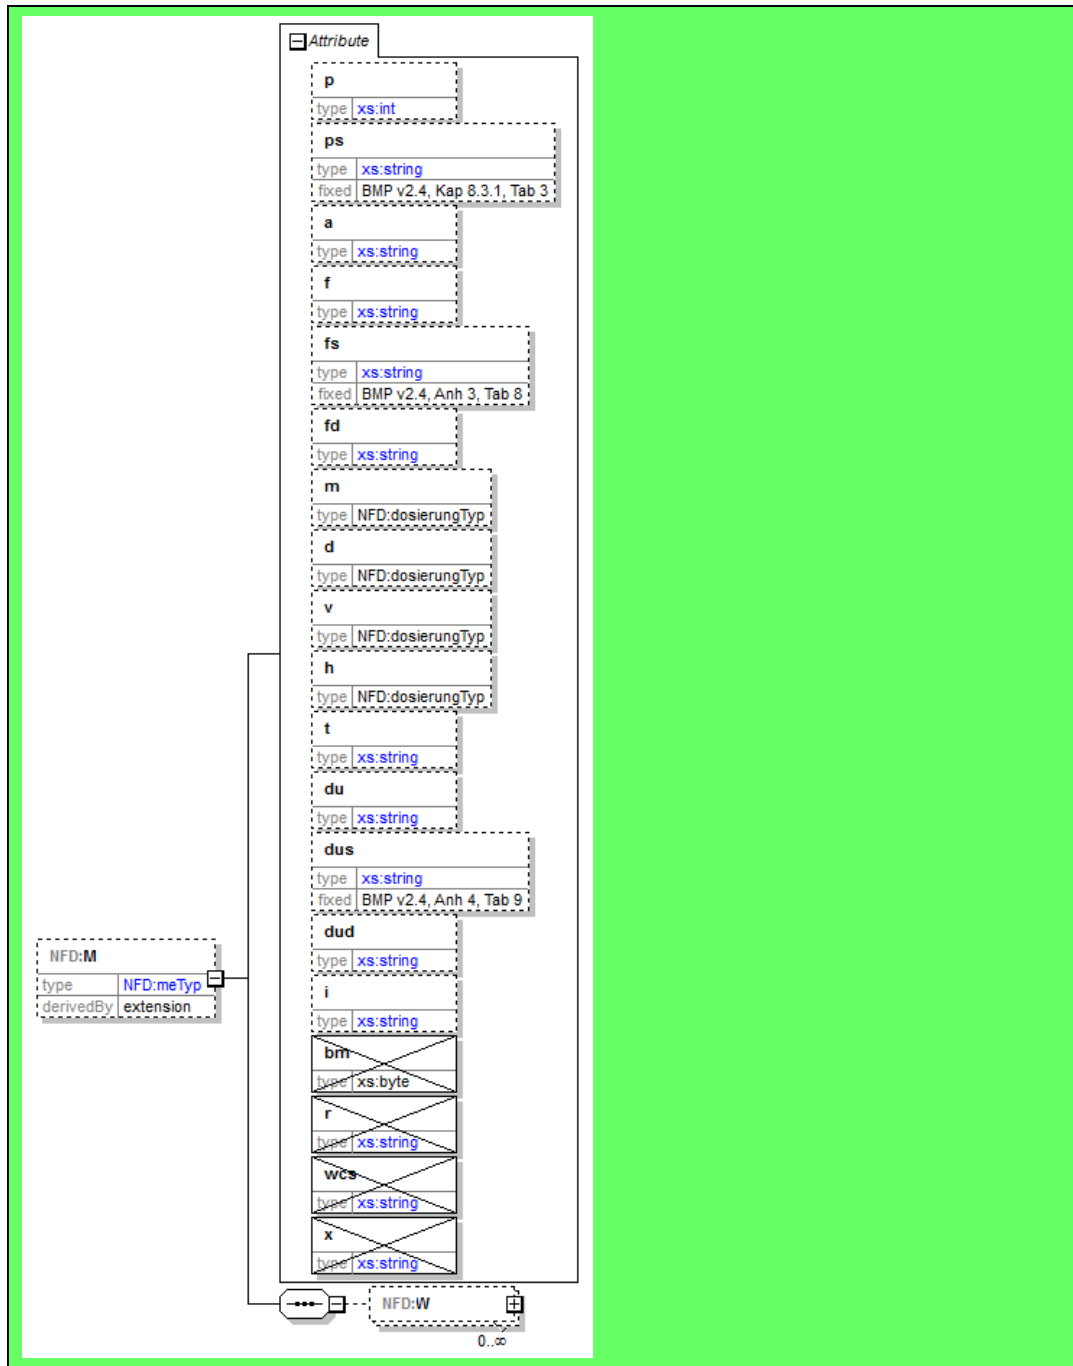 Attribute
p
type xs:int
ps
type xs:string
fixed BMP v2.4, Kap 8.3.1, Tab 3
a
type xs:string
f
type xs:string
fs
type xs:string
fixed BMP v2.4, Anh 3, Tab 8
fd
type xs:string
m
type NFD:dosierungTyp
d
type NFD:dosierungTyp
v
type NFD:dosierungTyp
h
type NFD:dosierungTyp
t
type xs:string
du
type xs:string
dus
type xs:string
fixed BMP v2.4, Anh 4, Tab 9
dud
type xs:string
NFD:M
type NFD:meTyp
derivedBy extension
i
type xs:string
bm
type xs:byte
r
type xs:string
wcs
type xs:string
x
type xs:string
NFD:W
0..∞